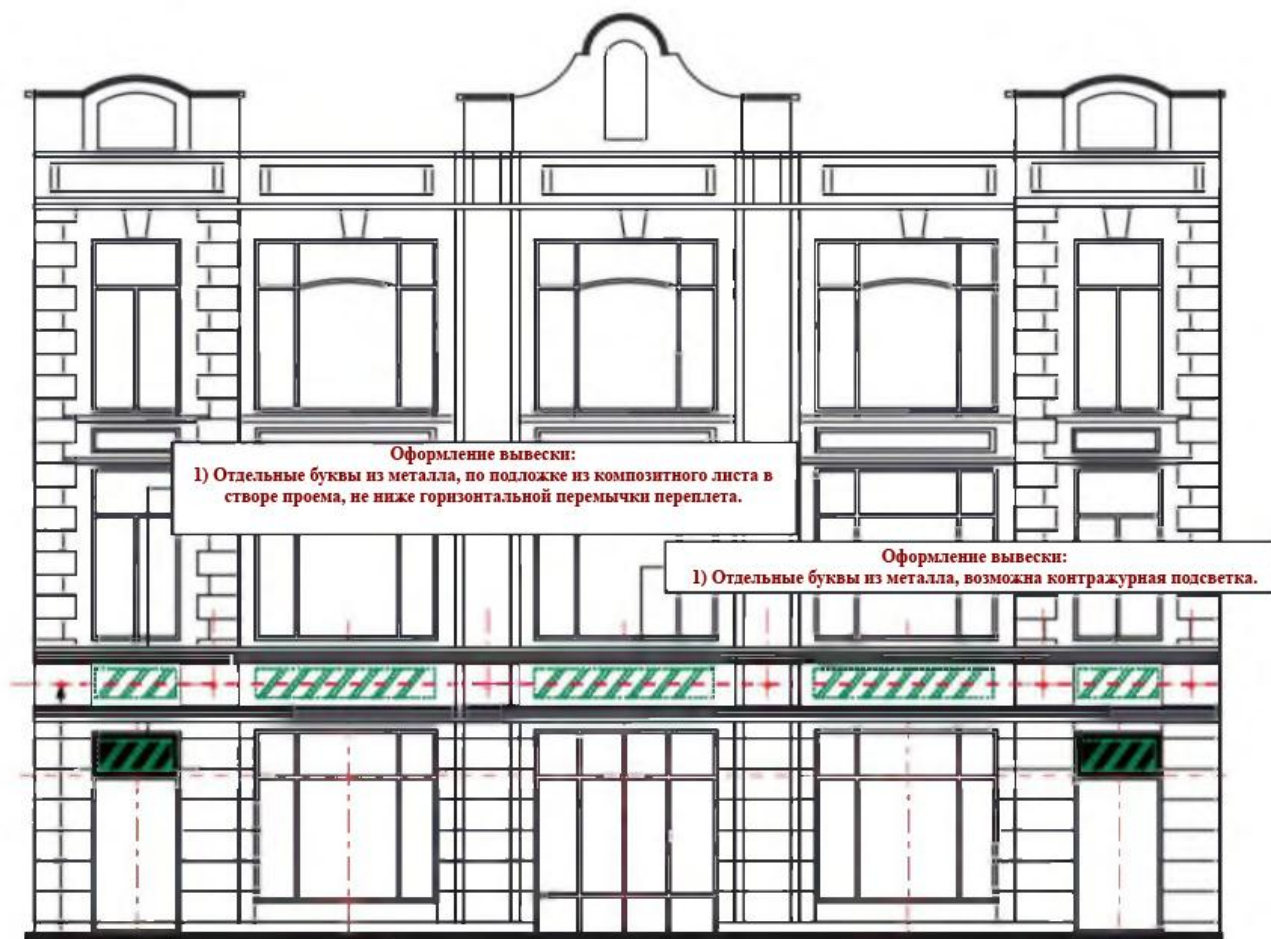 Оформление вывески:
1) Отдельные буквы из металла, по подложке из композитного листа в
створе проема, не ниже горизонтальной перемычки переплета.
Оформление вывески:
1) Отдельные буквы из металла, возможна контражурная подсветка.